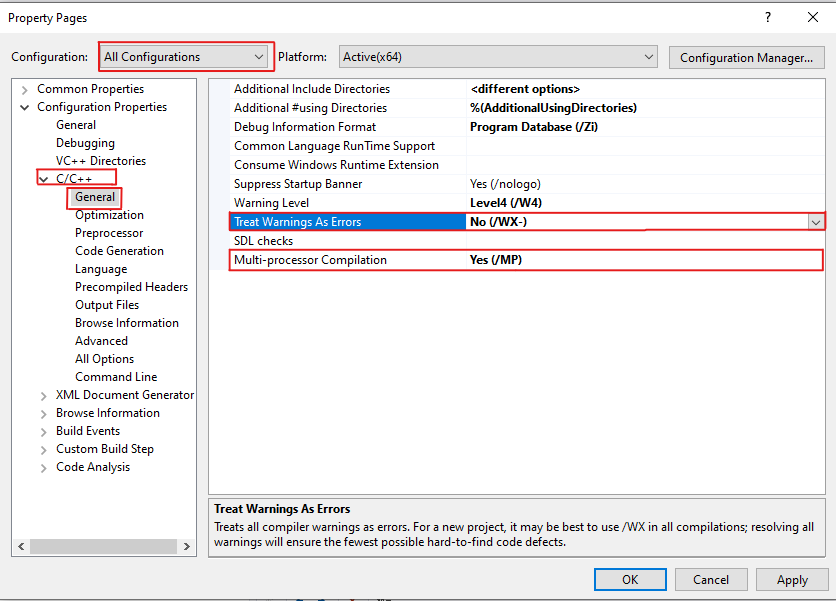 Property Pages
Configuration: All Configurations Platform: Active(x64) Configuration Manager...
Common Properties
Configuration Properties
General
Debugging
VC++ Directories
C/C++
General
Optimization
Preprocessor
Code Generation
Language
Precompiled Headers
Output Files
Browse Information
Advanced
All Options
Command Line
XML Document Generator
Browse Information
Build Events
Custom Build Step
Code Analysis
Additional Include Directories <different options>
Additional #using Directories %(AdditionalUsingDirectories)
Debug Information Format Program Database (/Zi)
Common Language RunTime Support
Consume Windows Runtime Extension
Suppress Startup Banner Yes (/nologo)
Warning Level Level4 (/W4)
Treat Warnings As Errors No (/WX-)
SDL checks
Multi-processor Compilation Yes (/MP)
Treat Warnings As Errors
Treats all compiler warnings as errors. For a new project, it may be best to use /WX in all compilations; resolving all
warnings will ensure the fewest possible hard-to-find code defects.
OK Cancel Apply